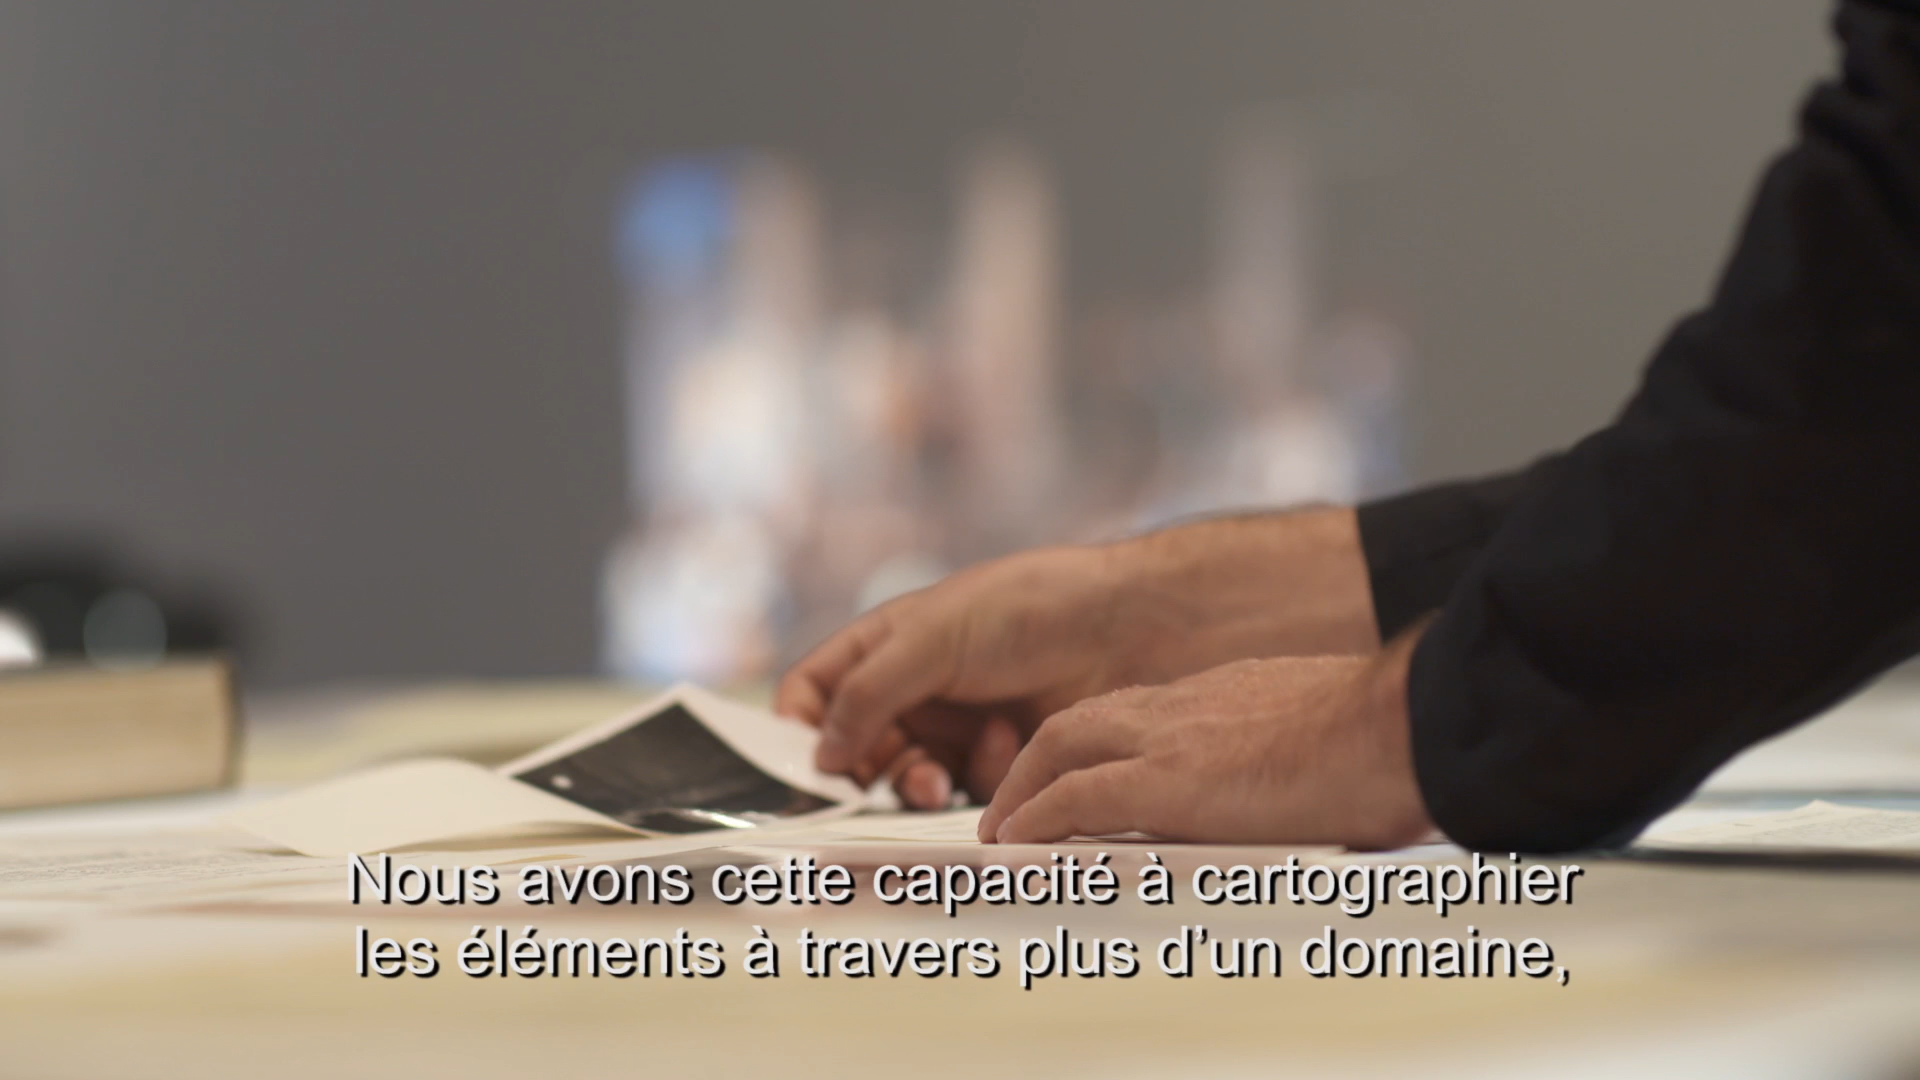 Nous avons cette capacité à cartographier
les éléments à travers plus d’un domaine,